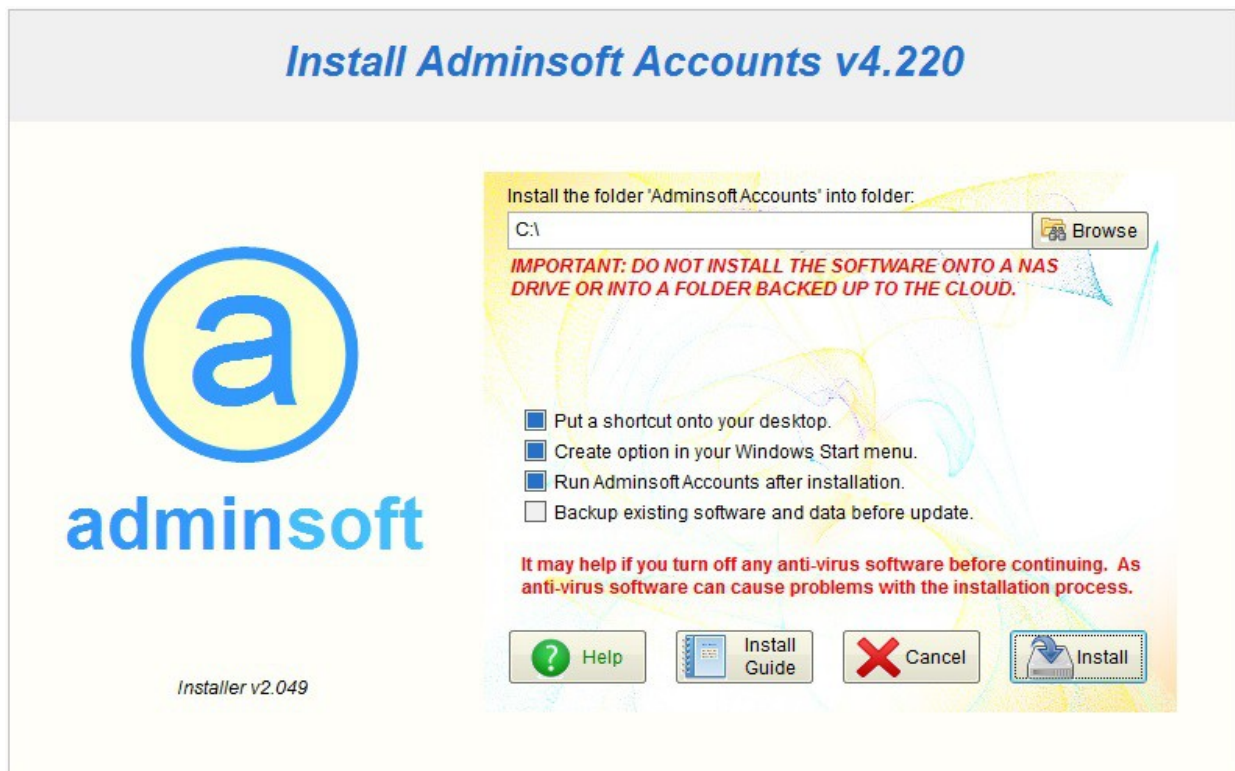 Install Adminsoft Accounts v4.220
Install the folder 'Adminsoft Accounts' into folder:
C:\
Browse
IMPORTANT: DO NOT INSTALL THE SOFTWARE ONTO A NAS
DRIVE OR INTO A FOLDER BACKED UP TO THE CLOUD.
a
adminsoft
Put a shortcut onto your desktop.
Create option in your Windows Start menu.
Run Adminsoft Accounts after installation.
Backup existing software and data before update.
It may help if you turn off any anti-virus software before continuing. As
anti-virus software can cause problems with the installation process.
? Help
Install
Guide
Cancel
Install
Installer v2.049